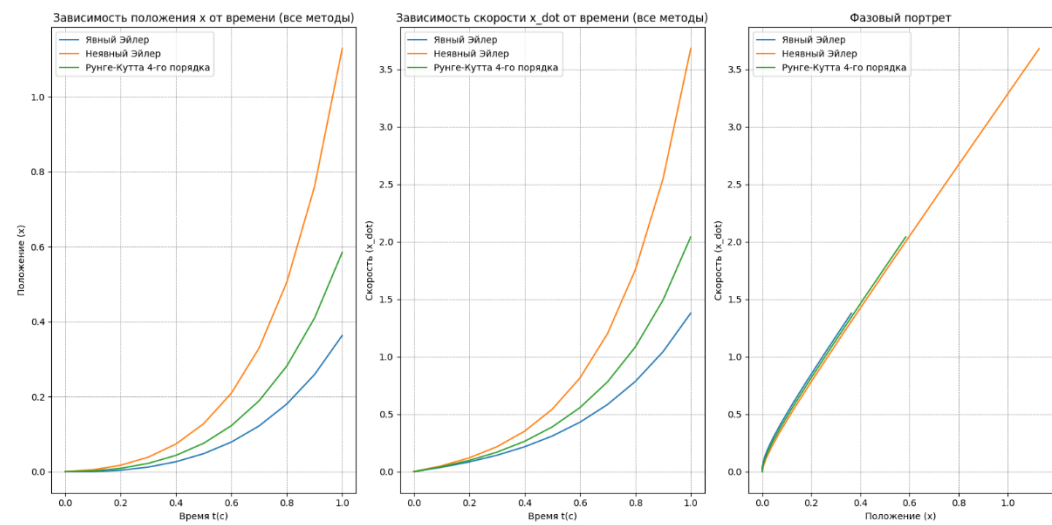 Зависимость положения x от времени (все методы)
Явный Эйлер
Неявный Эйлер
Рунге-Кутта 4-го порядка
1.0
0.8
0.6
0.4
0.2
0.0
Положение (x)
0.0 0.2 0.4 0.6 0.8 1.0
Время t(c)
Зависимость скорости x_dot от времени (все методы)
Явный Эйлер
Неявный Эйлер
Рунге-Кутта 4-го порядка
3.5
3.0
2.5
2.0
1.5
1.0
0.5
0.0
Скорость (x_dot)
0.0 0.2 0.4 0.6 0.8 1.0
Время t(c)
Фазовый портрет
Явный Эйлер
Неявный Эйлер
Рунге-Кутта 4-го порядка
3.5
3.0
2.5
2.0
1.5
1.0
0.5
0.0
Скорость (x_dot)
0.0 0.2 0.4 0.6 0.8 1.0
Положение (x)